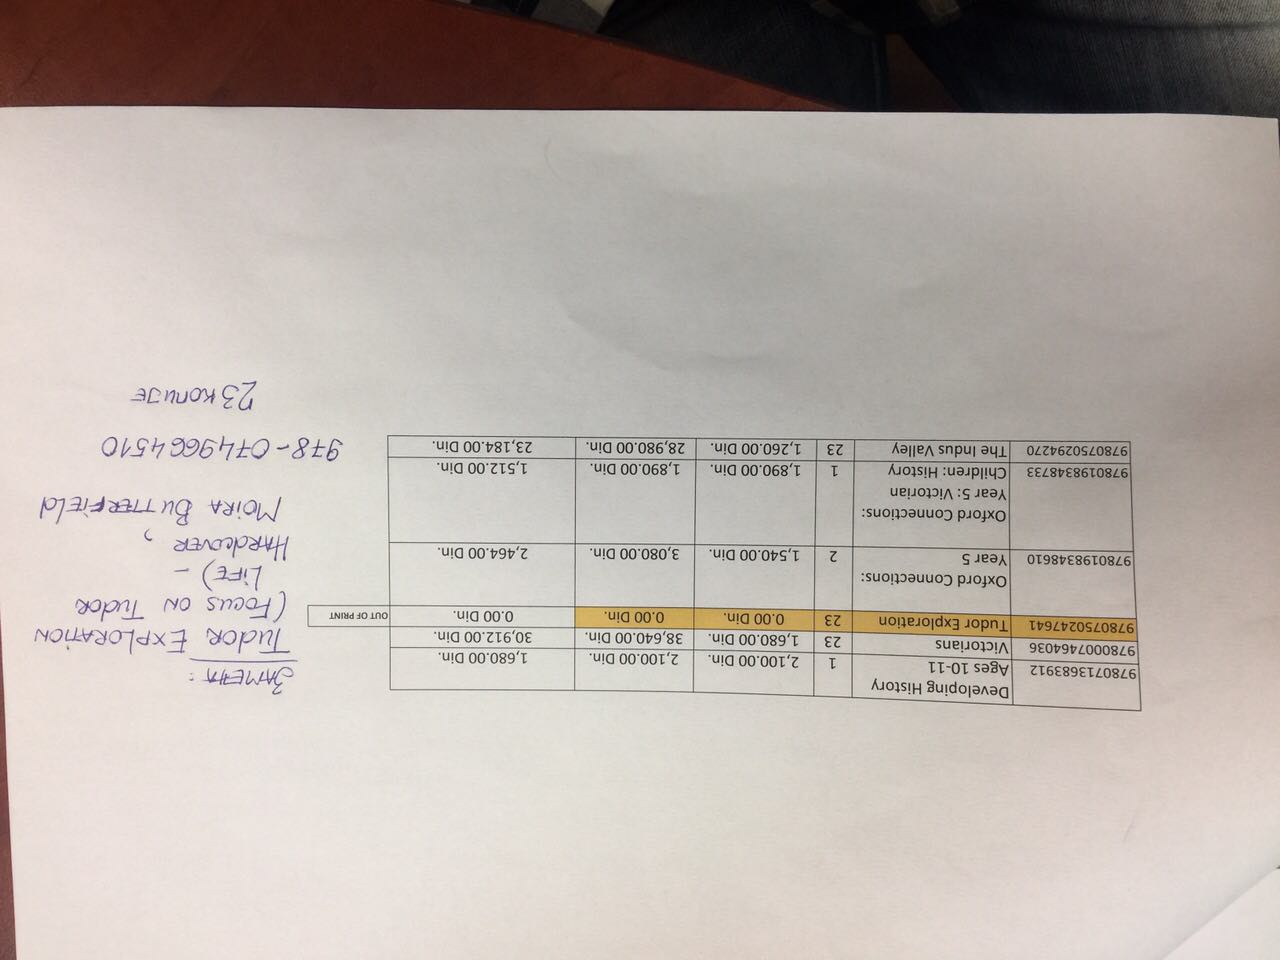 9780713683912 Developing History Ages 10-11 1 2,100.00 Din. 2,100.00 Din. 1,680.00 Din.
9780007464036 Victorians 23 1,680.00 Din. 38,640.00 Din. 30,912.00 Din.
9780750247641 Tudor Exploration 23 0.00 Din. 0.00 Din. 0.00 Din. OUT OF PRINT
9780198348610 Oxford Connections: Year 5 2 1,540.00 Din. 3,080.00 Din. 2,464.00 Din.
9780198348733 Oxford Connections: Year 5: Victorian Children: History 1 1,890.00 Din. 1,890.00 Din. 1,512.00 Din.
9780750294270 The Indus Valley 23 1,260.00 Din. 28,980.00 Din. 23,184.00 Din.
ЗАМЕНА:
TUDOR EXPLORATION
(FOCUS ON TUDOR
LIFE) –
HARDCOVER,
MOIRA BUTTERFIELD
978-0749664510
23 КОПИЈЕ